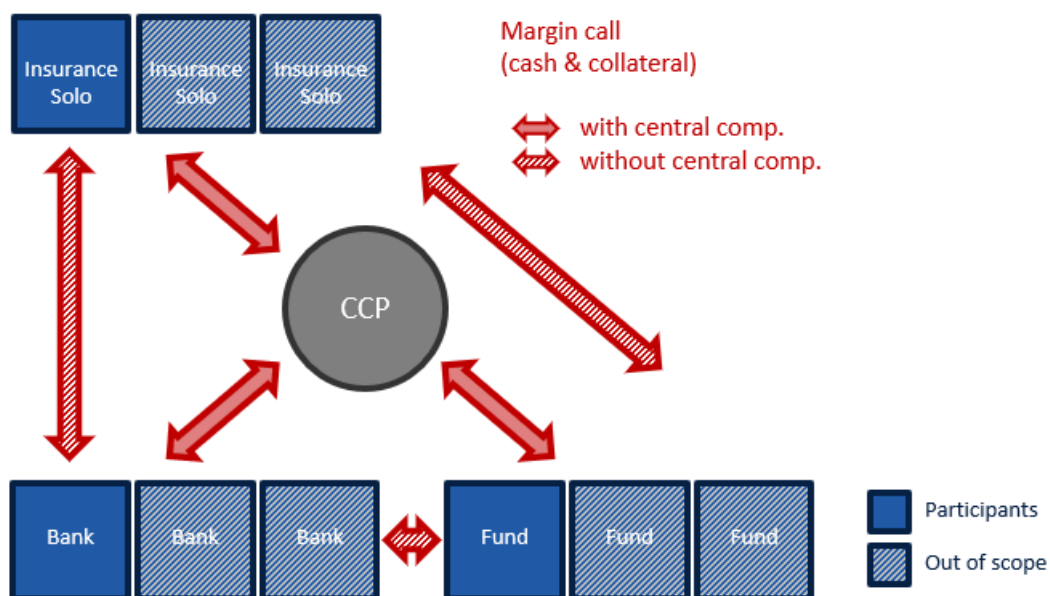 Insurance
Solo
Insurance
Solo
Insurance
Solo
Margin call
(cash & collateral)
with central comp.
without central comp.
CCP
Bank
Bank
Bank
Fund
Fund
Fund
Participants
Out of scope